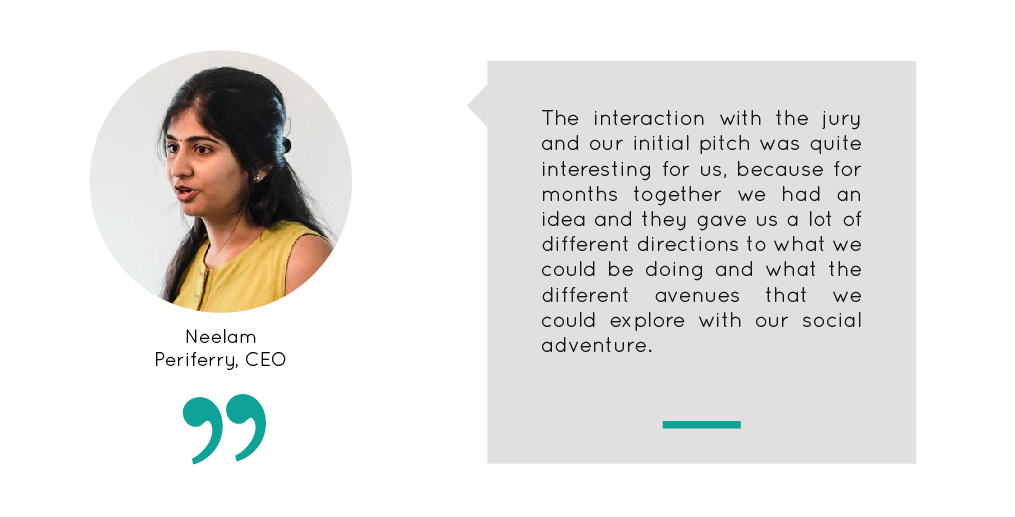 Neelam
Periferry, CEO
The interaction with the jury
and our initial pitch was quite
interesting for us, because for
months together we had an
idea and they gave us a lot of
different directions to what we
could be doing and what the
different avenues that we
could explore with our social
adventure.